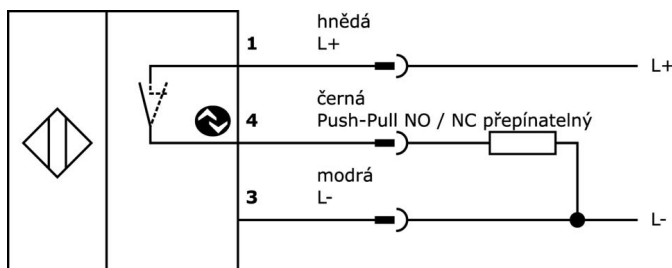 hnědá
1 L+
L+
černá
4 Push-Pull NO / NC přepínatelný
modrá
3 L-
L-